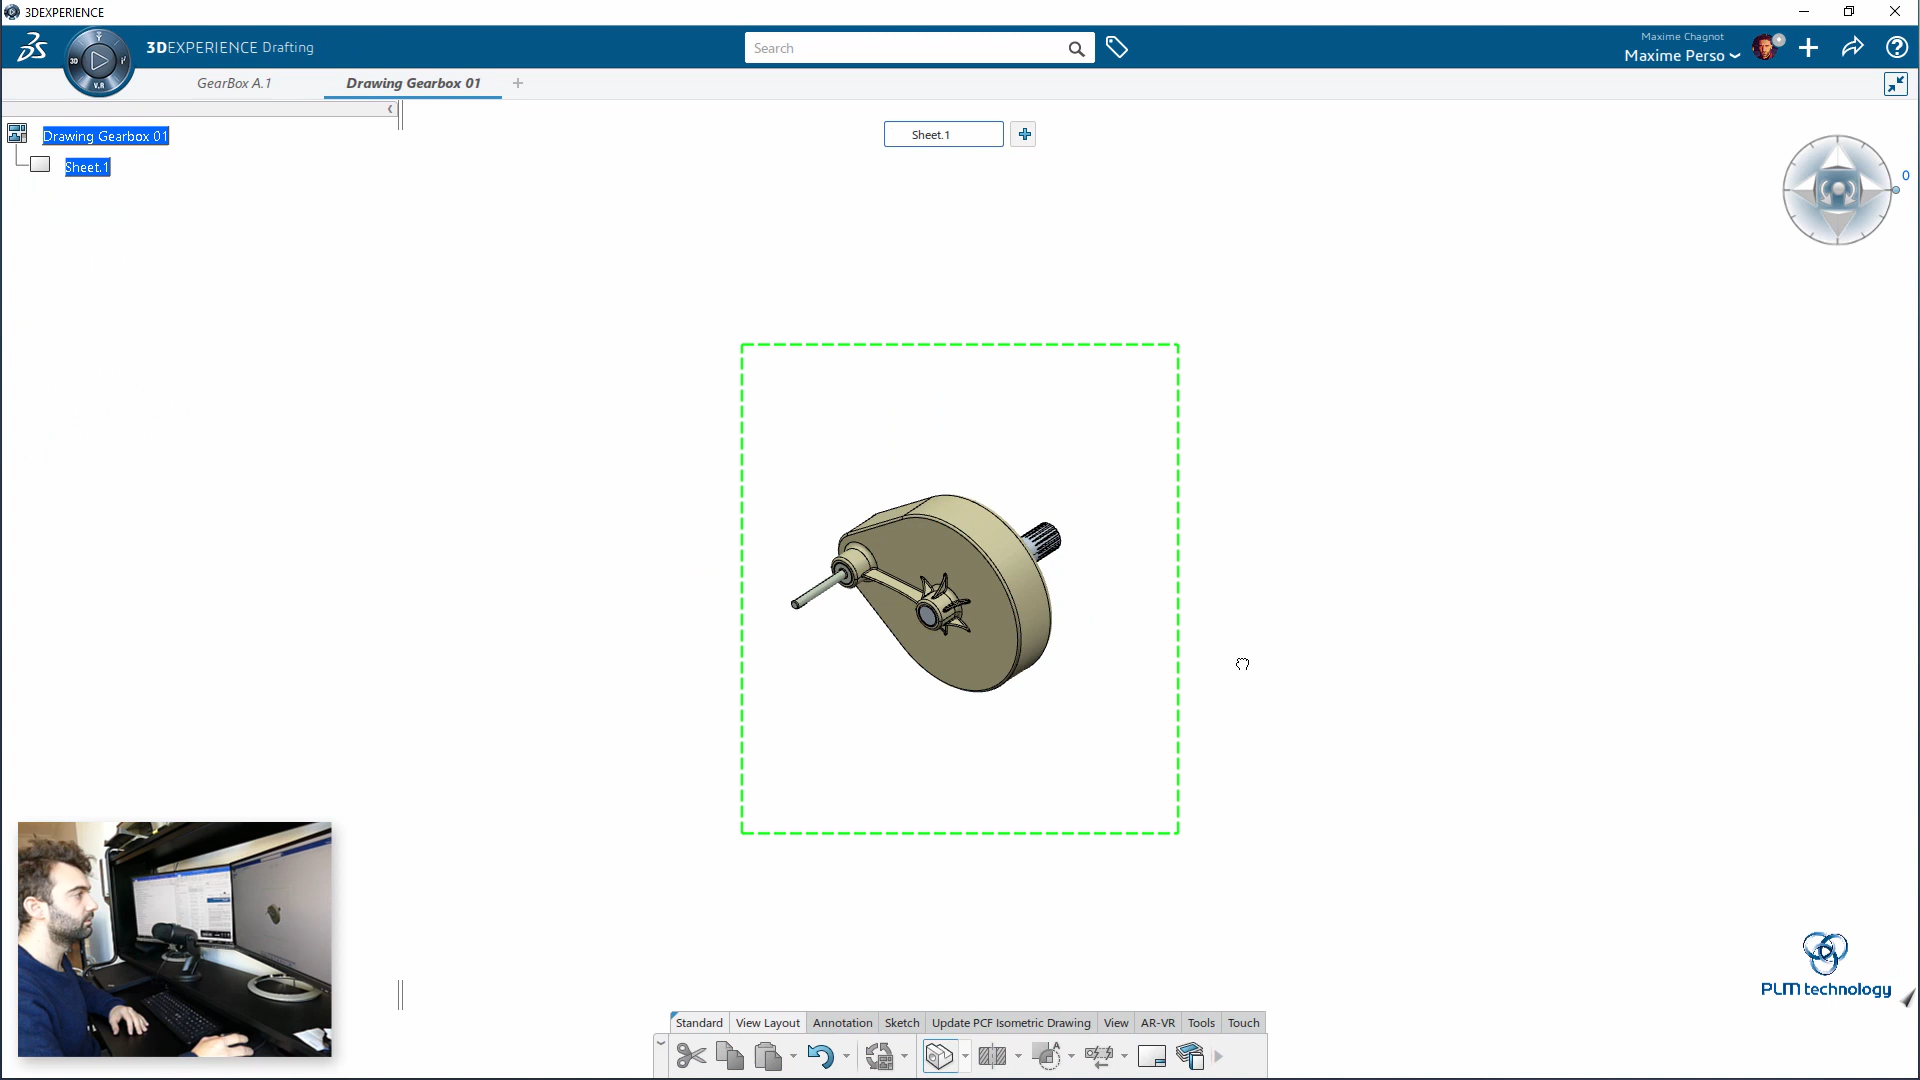 3DEXPERIENCE
3DEXPERIENCE Drafting
Search
Maxime Chagnot
Maxime Perso
3D
V.R
GearBox A.1
Drawing Gearbox 01
Drawing Gearbox 01
Sheet.1
Sheet.1
0
PLM technology
Standard
View Layout
Annotation
Sketch
Update PCF Isometric Drawing
View
AR-VR
Tools
Touch
A